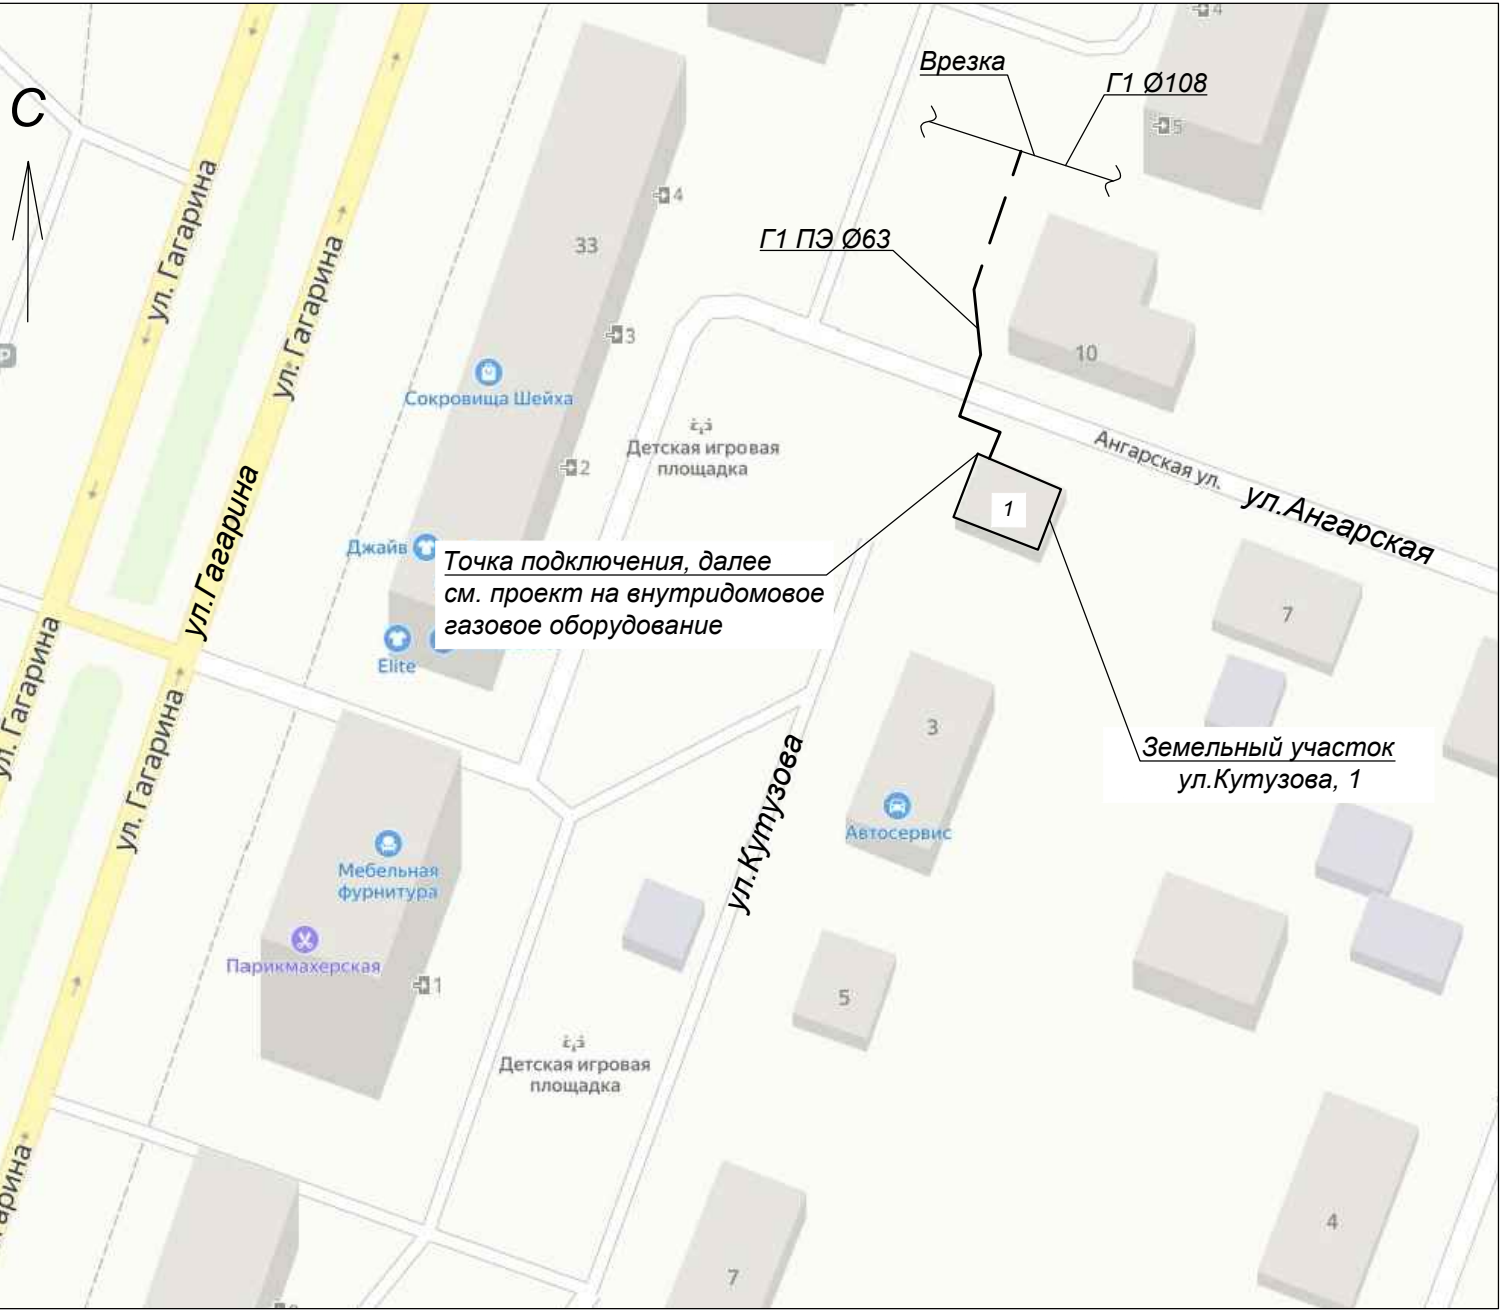 4
Врезка
Г1 Ø108
С
5
ул. Гагарина
4
33
Г1 ПЭ Ø63
ул. Гагарина
3
10
P
Сокровища Шейха
Детская игровая
площадка
2
Ангарская ул.
ул.Ангарская
1
ул.Гагарина
Джайв
Точка подключения, далее
см. проект на внутридомовое
газовое оборудование
7
Elite
ул. Гагарина
3
ул. Гагарина
Земельный участок
ул.Кутузова, 1
ул.Кутузова
Автосервис
Мебельная
фурнитура
Парикмахерская
1
5
Детская игровая
площадка
4
7